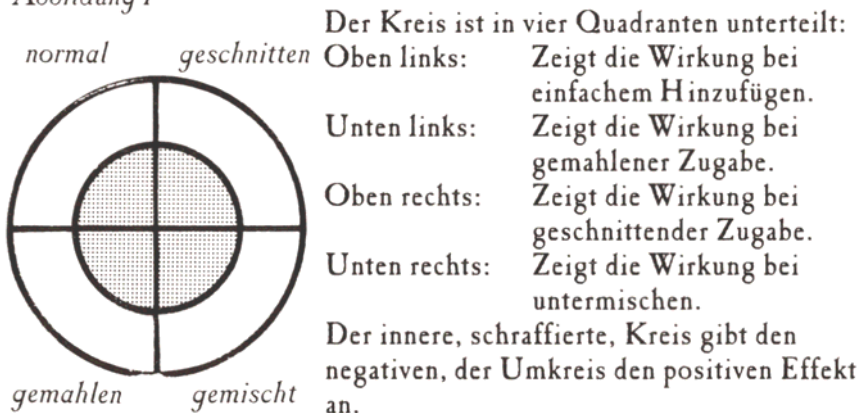 Abbildung 1
normal geschnitten
gemahlen gemischt
Der Kreis ist in vier Quadranten unterteilt:
Oben links: Zeigt die Wirkung bei
einfachem Hinzufügen.
Unten links: Zeigt die Wirkung bei
gemahlener Zugabe.
Oben rechts: Zeigt die Wirkung bei
geschnittender Zugabe.
Unten rechts: Zeigt die Wirkung bei
untermischen.
Der innere, schraffierte, Kreis gibt den
negativen, der Umkreis den positiven Effekt
an.